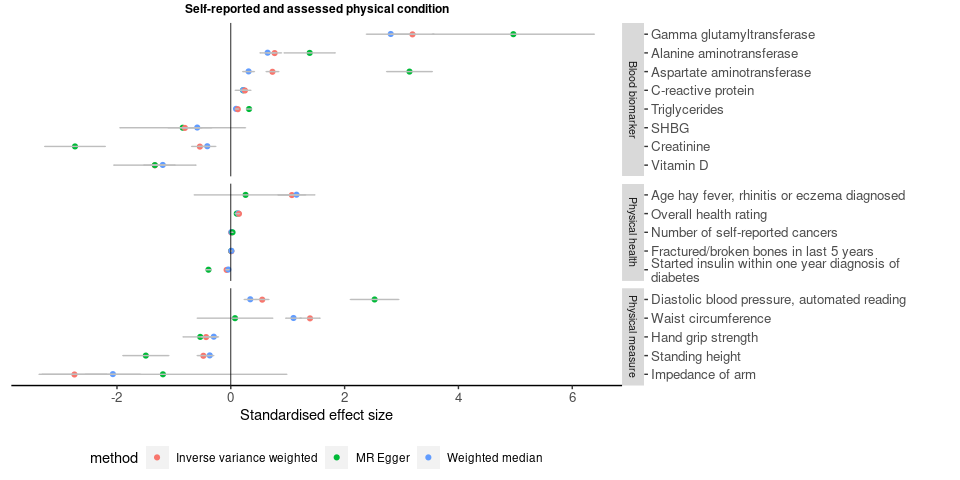 Self-reported and assessed physical condition
Blood biomarker
Gamma glutamyltransferase
Alanine aminotransferase
Aspartate aminotransferase
C-reactive protein
Triglycerides
SHBG
Creatinine
Vitamin D
Physical health
Age hay fever, rhinitis or eczema diagnosed
Overall health rating
Number of self-reported cancers
Fractured/broken bones in last 5 years
Started insulin within one year diagnosis of
diabetes
Physical measure
Diastolic blood pressure, automated reading
Waist circumference
Hand grip strength
Standing height
Impedance of arm
-2 0 2 4 6
Standardised effect size
method Inverse variance weighted MR Egger Weighted median